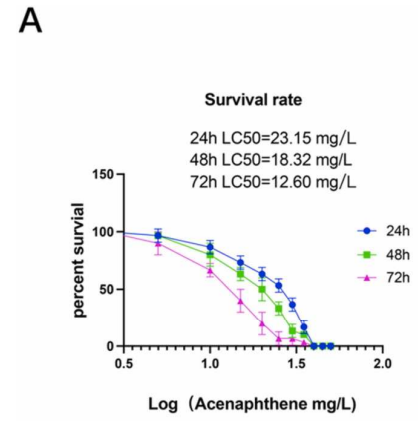 A
Survival rate
24h LC50=23.15 mg/L
48h LC50=18.32 mg/L
72h LC50=12.60 mg/L
150
100
50
0
percent survial
24h
48h
72h
0.5 1.0 1.5 2.0
Log （Acenaphthene mg/L)